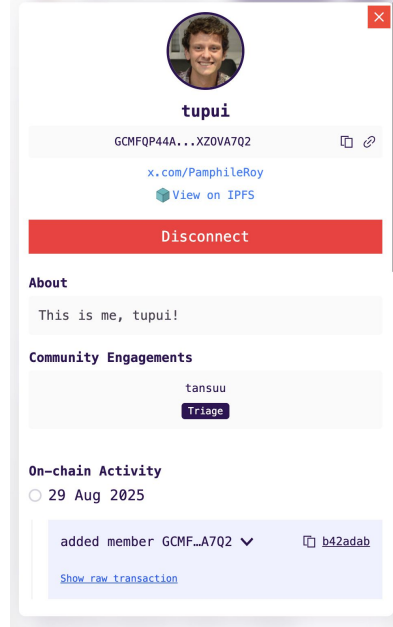 tupui
GCMFQP44A...XZOVA7Q2
x.com/PamphileRoy
View on IPFS
Disconnect
About
This is me, tupui!
Community Engagements
tansuu
Triage
On-chain Activity
29 Aug 2025
added member GCMF…A7Q2 b42adab
Show raw transaction